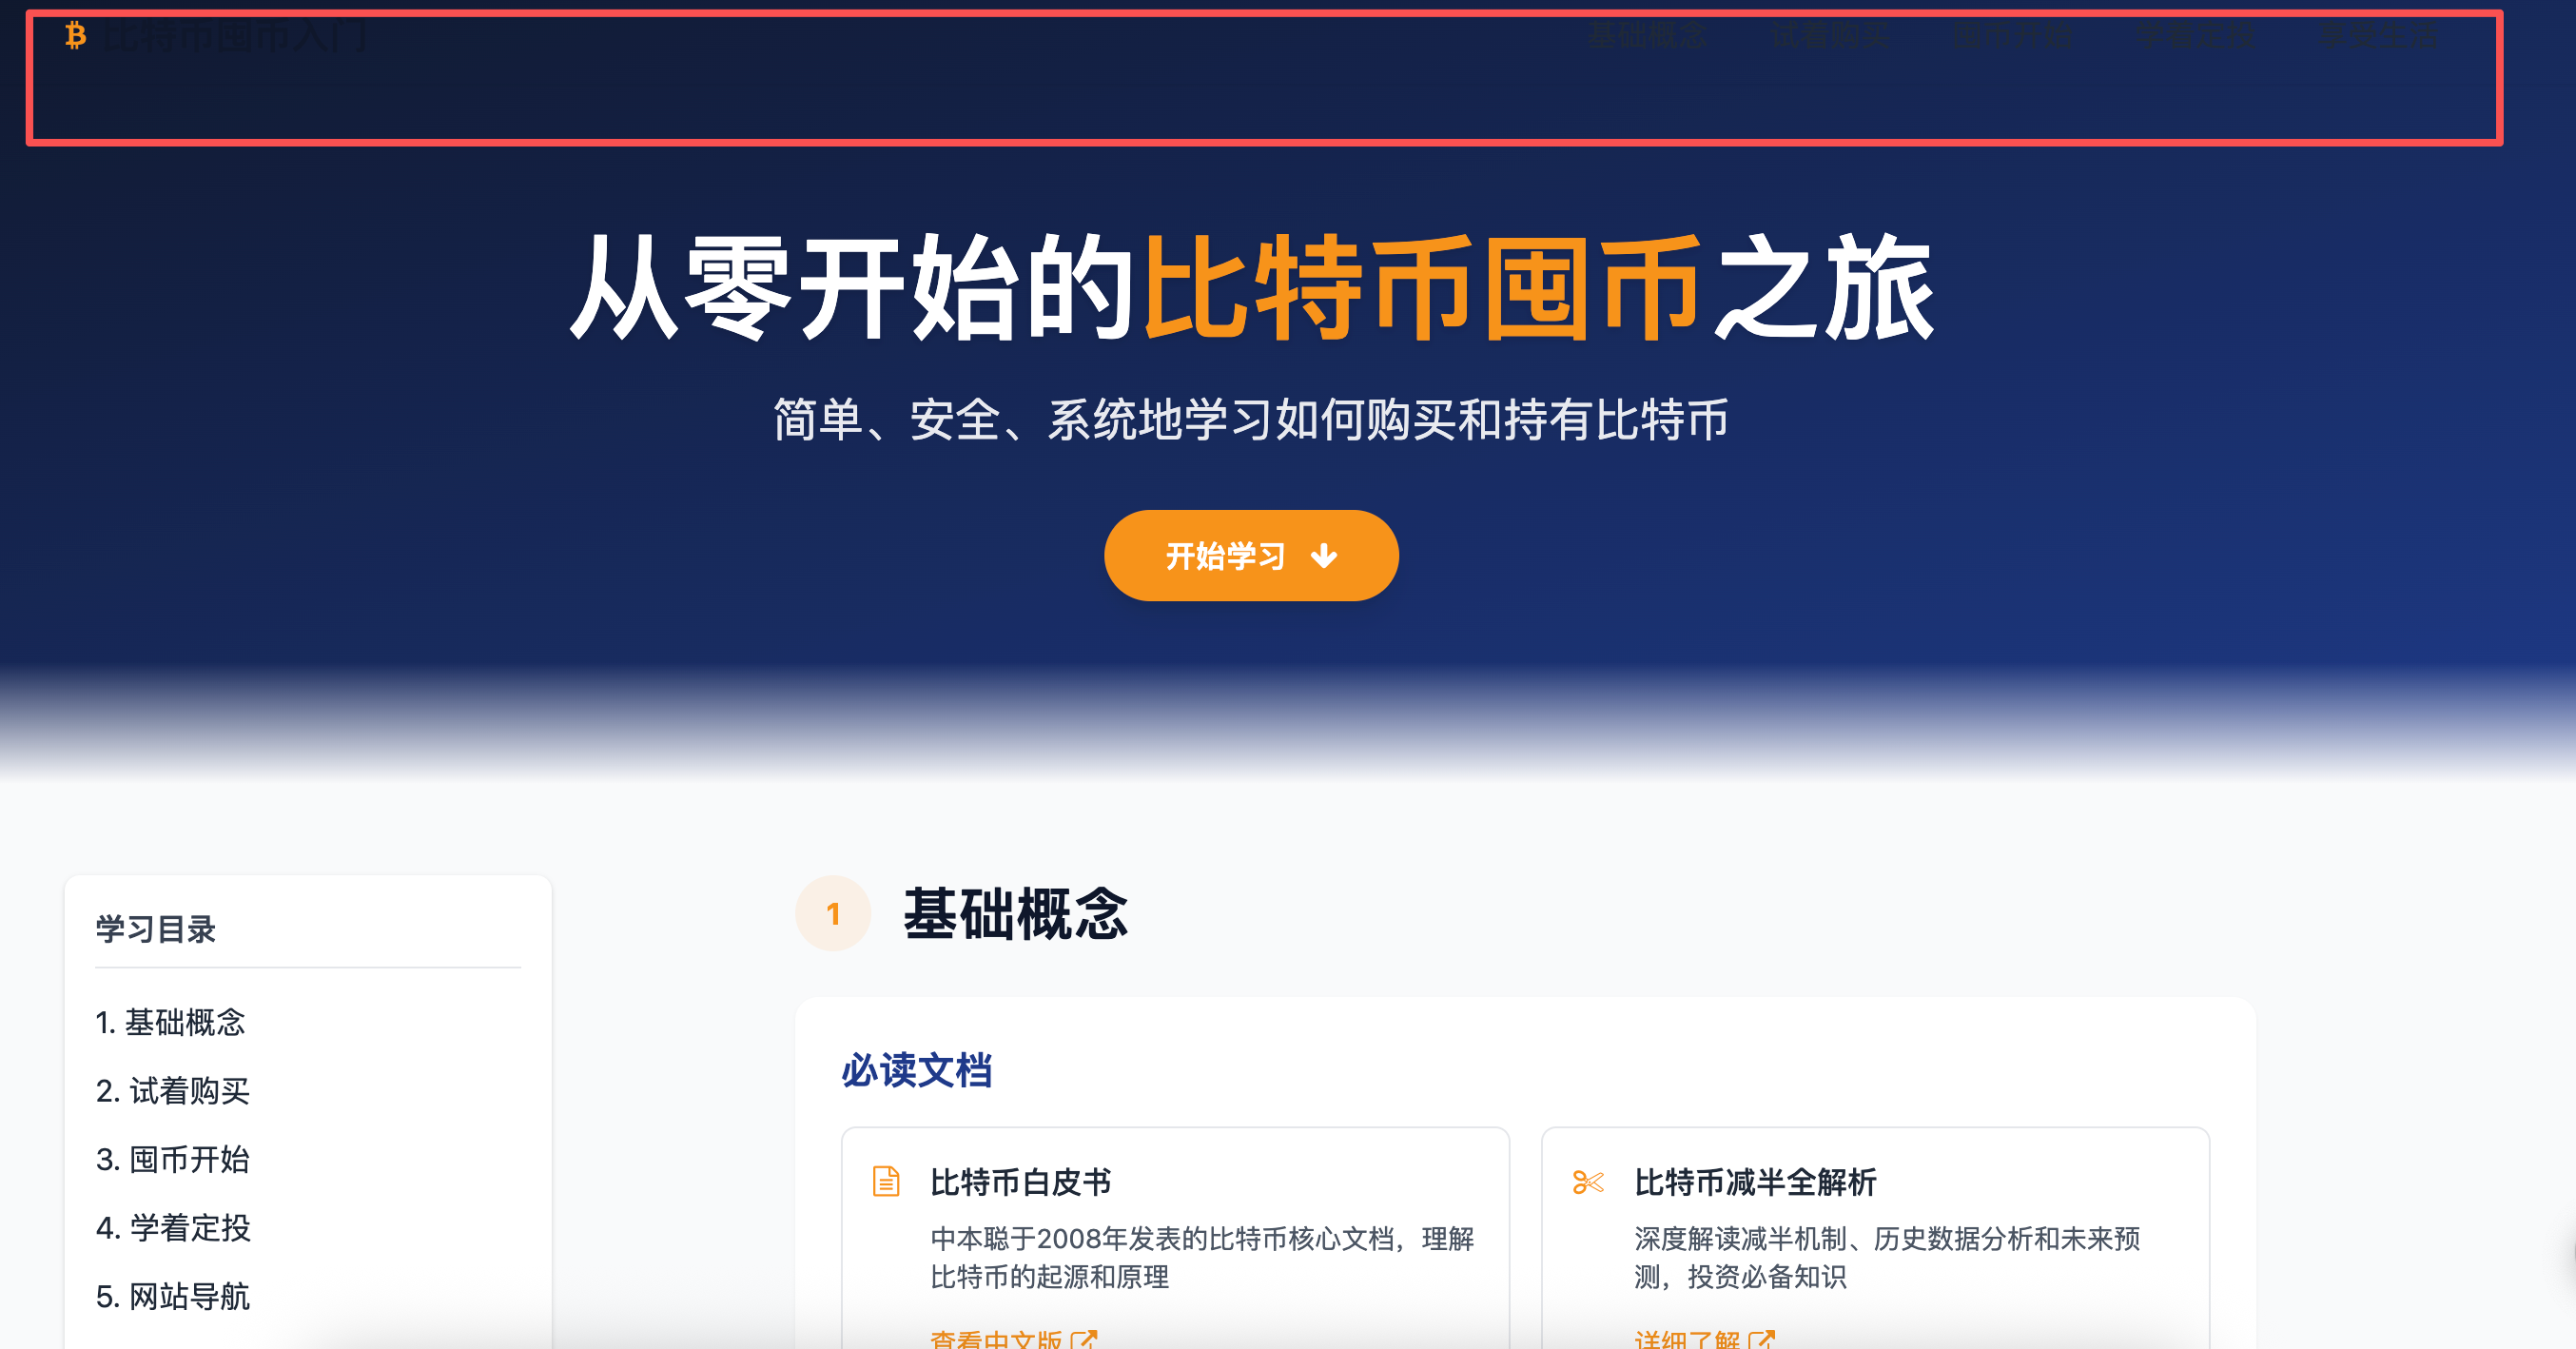 比特币囤币入门
基础概念 试着购买 囤币开始 学着定投 享受生活
从零开始的比特币囤币之旅
简单、安全、系统地学习如何购买和持有比特币
开始学习
学习目录
1. 基础概念
2. 试着购买
3. 囤币开始
4. 学着定投
5. 网站导航
1
基础概念
必读文档
比特币白皮书
中本聪于2008年发表的比特币核心文档，理解
比特币的起源和原理
查看中文版
比特币减半全解析
深度解读减半机制、历史数据分析和未来预
测，投资必备知识
详细了解